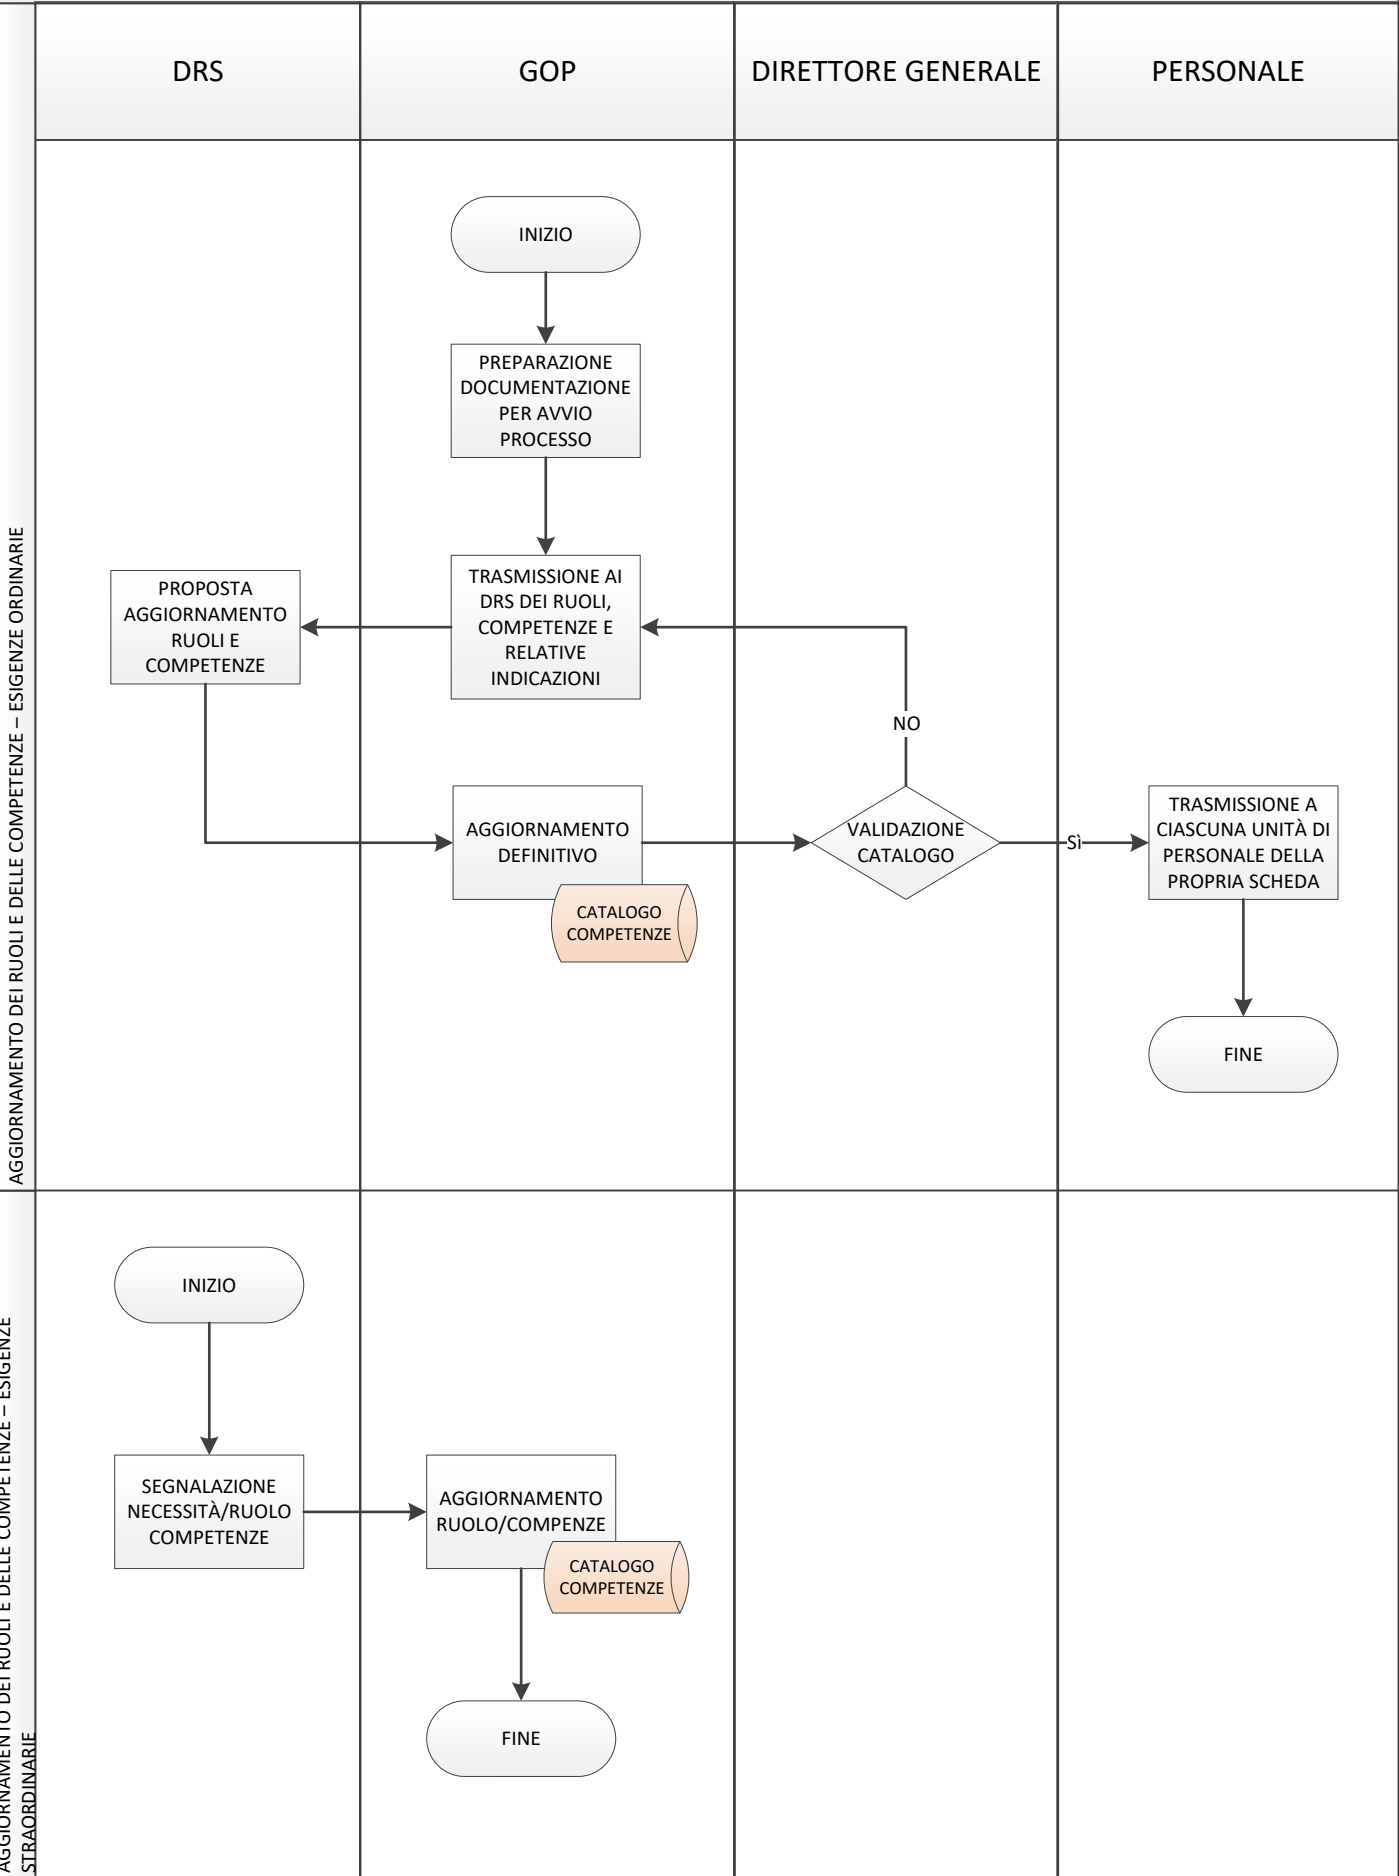 DRS
GOP
DIRETTORE GENERALE
PERSONALE
AGGIORNAMENTO DEI RUOLI E DELLE COMPETENZE – ESIGENZE ORDINARIE
INIZIO
PREPARAZIONE
DOCUMENTAZIONE
PER AVVIO
PROCESSO
TRASMISSIONE AI
DRS DEI RUOLI,
COMPETENZE E
RELATIVE
INDICAZIONI
PROPOSTA
AGGIORNAMENTO
RUOLI E
COMPETENZE
NO
AGGIORNAMENTO
DEFINITIVO
CATALOGO
COMPETENZE
VALIDAZIONE
CATALOGO
Sì
TRASMISSIONE A
CIASCUNA UNITÀ DI
PERSONALE DELLA
PROPRIA SCHEDA
FINE
AGGIORNAMENTO DEI RUOLI E DELLE COMPETENZE – ESIGENZE
STRAORDINARIE
INIZIO
SEGNALAZIONE
NECESSITÀ/RUOLO
COMPETENZE
AGGIORNAMENTO
RUOLO/COMPENZE
CATALOGO
COMPETENZE
FINE